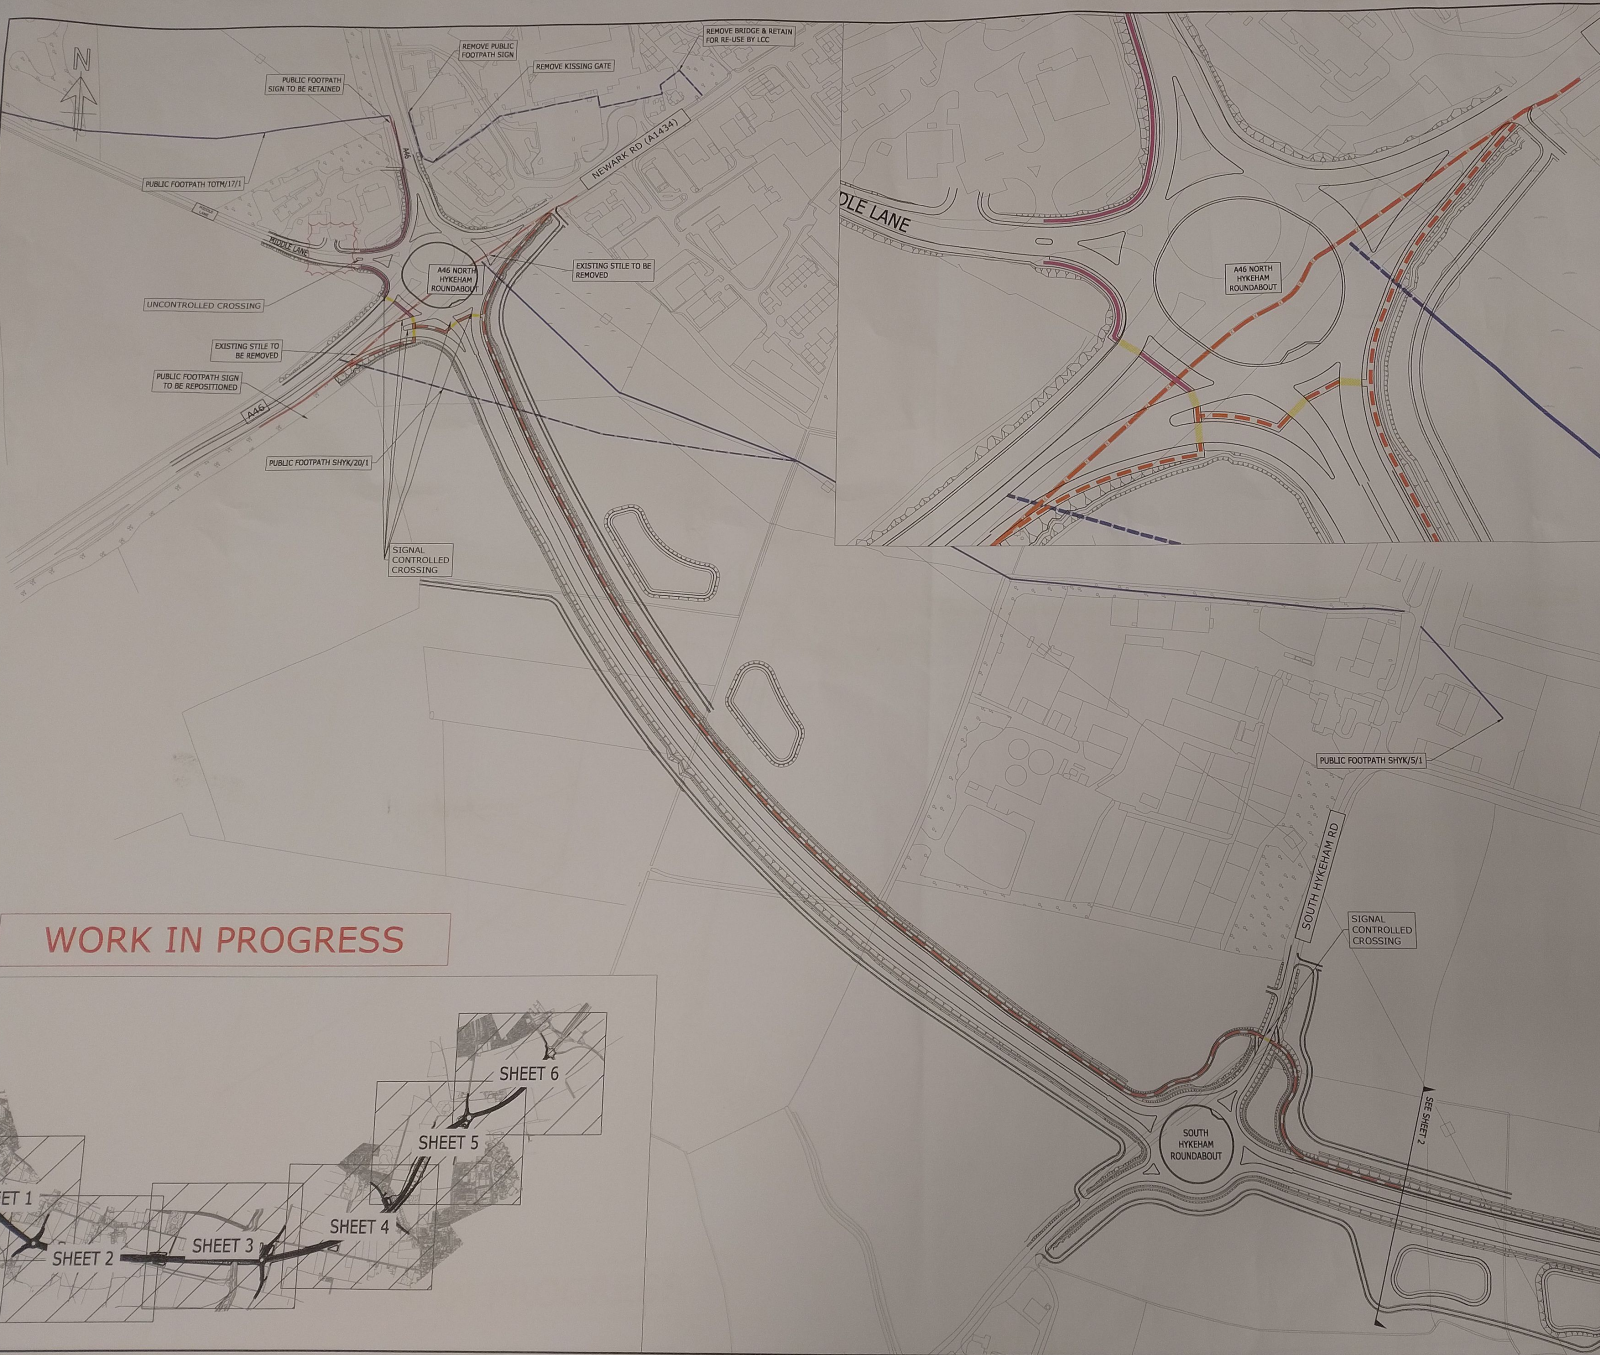 N
PUBLIC FOOTPATH
SIGN TO BE RETAINED
REMOVE PUBLIC
FOOTPATH SIGN
REMOVE KISSING GATE
REMOVE BRIDGE & RETAIN
FOR RE-USE BY LCC
NEWARK RD (A1434)
A46
PUBLIC FOOTPATH TOTM/17/1
MIDDLE LANE
A46 NORTH
HYKEHAM
ROUNDABOUT
EXISTING STILE TO BE
REMOVED
UNCONTROLLED CROSSING
EXISTING STILE TO
BE REMOVED
PUBLIC FOOTPATH SIGN
TO BE REPOSITIONED
A46
PUBLIC FOOTPATH SHYK/20/1
SIGNAL
CONTROLLED
CROSSING
DLE LANE
A46 NORTH
HYKEHAM
ROUNDABOUT
PUBLIC FOOTPATH SHYK/5/1
SOUTH HYKEHAM RD
SIGNAL
CONTROLLED
CROSSING
SOUTH
HYKEHAM
ROUNDABOUT
SEE SHEET 2
WORK IN PROGRESS
SHEET 6
SHEET 5
SHEET 4
SHEET 3
SHEET 2
ET 1